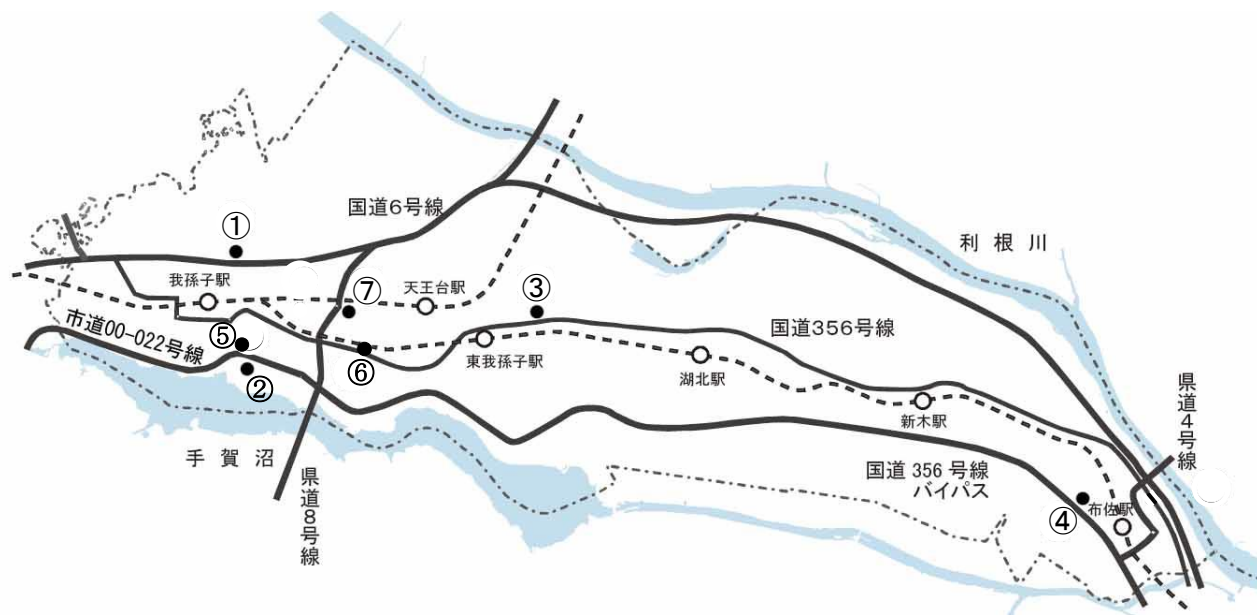 国道6号線
①
利根川
我孫子駅
⑦
天王台駅
③
市道00-022号線
⑤
国道356号線
②
⑥
東我孫子駅
湖北駅
県道4号線
新木駅
手賀沼
県道8号線
国道356号線
バイパス
④
布佐駅